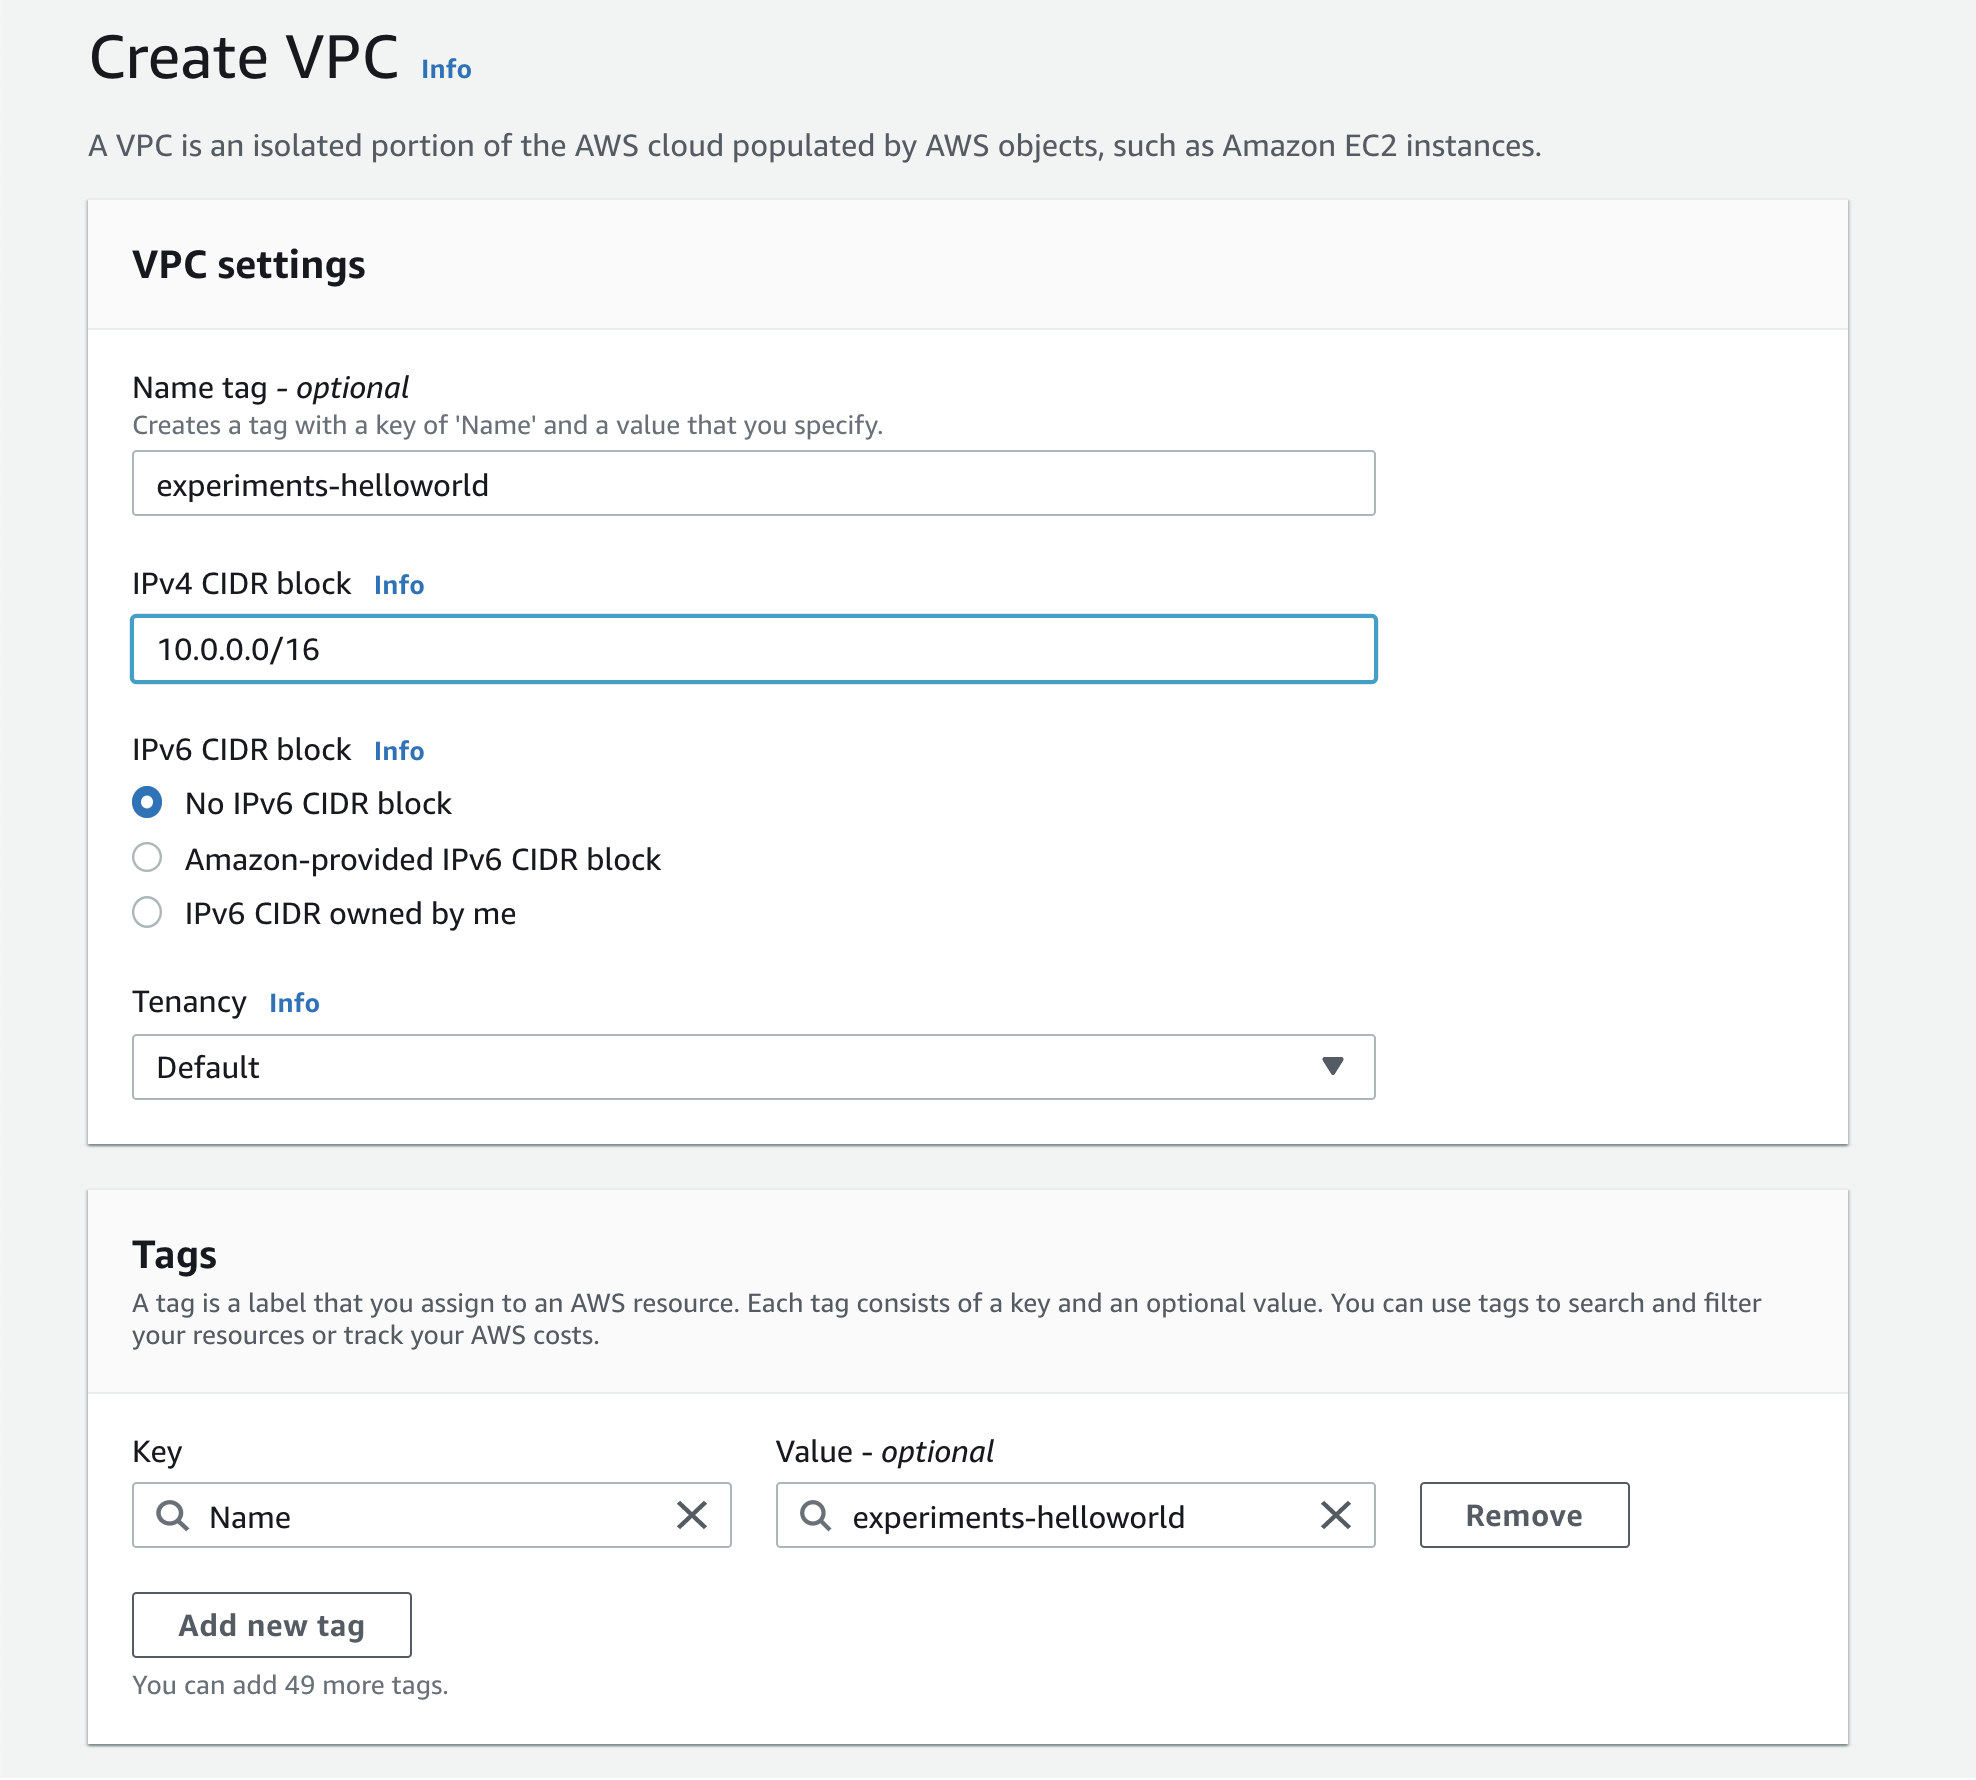 Create VPC Info
A VPC is an isolated portion of the AWS cloud populated by AWS objects, such as Amazon EC2 instances.
VPC settings
Name tag - optional
Creates a tag with a key of 'Name' and a value that you specify.
experiments-helloworld
IPv4 CIDR block Info
10.0.0.0/16
IPv6 CIDR block Info
No IPv6 CIDR block
Amazon-provided IPv6 CIDR block
IPv6 CIDR owned by me
Tenancy Info
Default
Tags
A tag is a label that you assign to an AWS resource. Each tag consists of a key and an optional value. You can use tags to search and filter
your resources or track your AWS costs.
Key Value - optional
Name experiments-helloworld Remove
Add new tag
You can add 49 more tags.